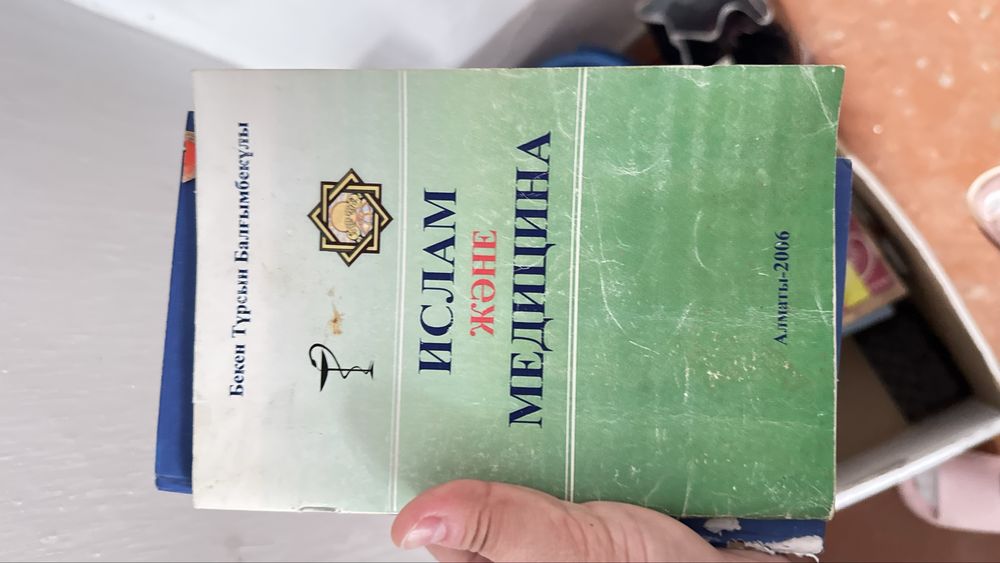 Бекен Тұрсын Балғымбекұлы
ИСЛАМ
ЖӘНЕ
МЕДИЦИНА
Алматы-2006